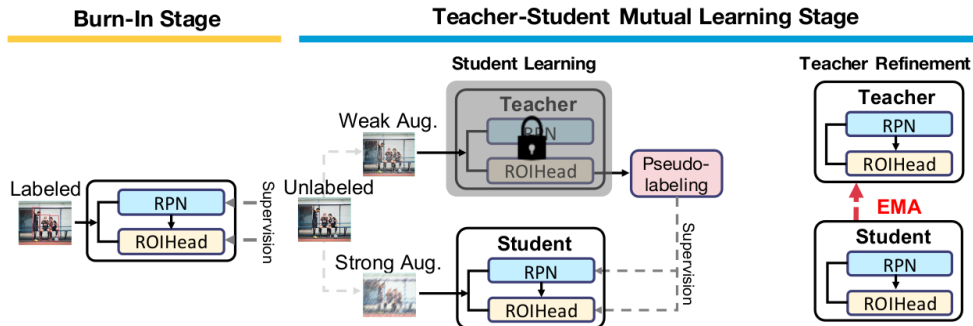 Burn-In Stage
Teacher-Student Mutual Learning Stage
Student Learning
Teacher Refinement
Labeled
RPN
ROIHead
Supervision
Unlabeled
Weak Aug.
Teacher
RPN
ROIHead
Pseudo-
labeling
Strong Aug.
Student
RPN
ROIHead
Supervision
Teacher
RPN
ROIHead
EMA
Student
RPN
ROIHead